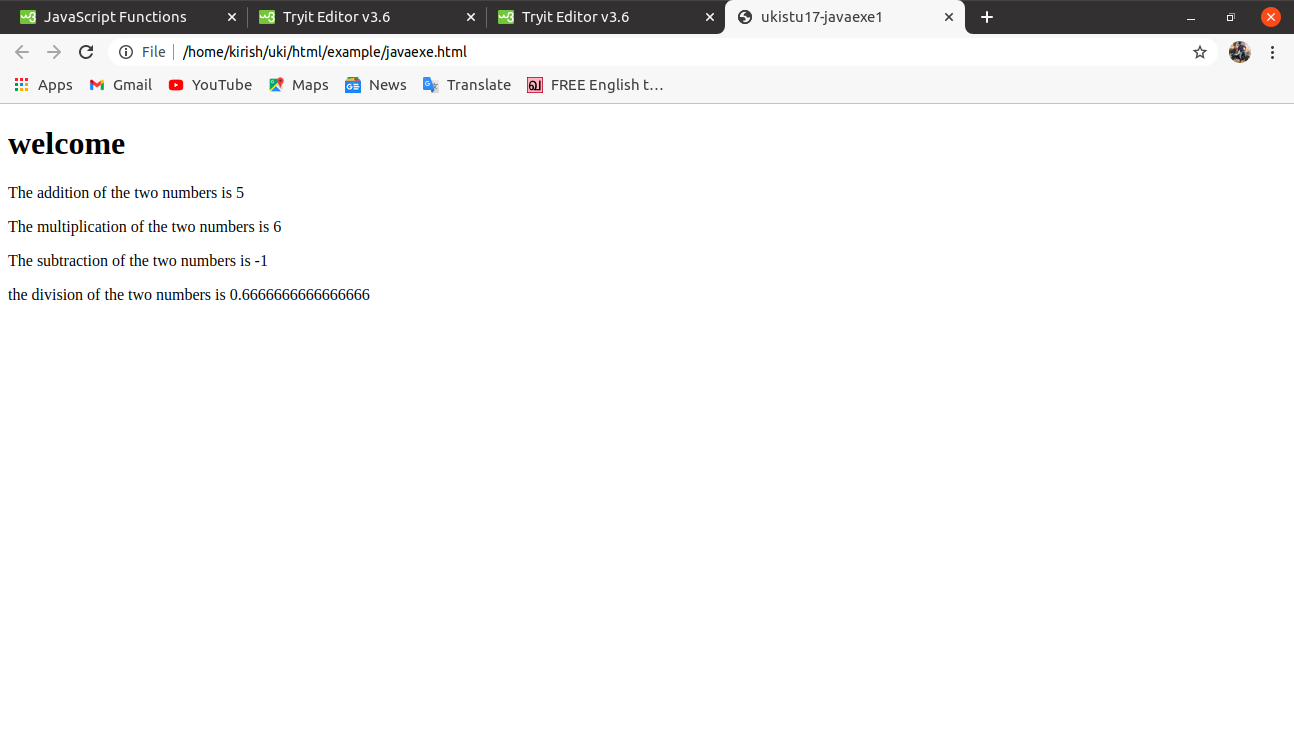 JavaScript Functions
Tryit Editor v3.6
Tryit Editor v3.6
ukistu17-javaexe1
File
/home/kirish/uki/html/example/javaexe.html
Apps
Gmail
YouTube
Maps
News
Translate
FREE English t…
welcome
The addition of the two numbers is 5
The multiplication of the two numbers is 6
The subtraction of the two numbers is -1
the division of the two numbers is 0.6666666666666666